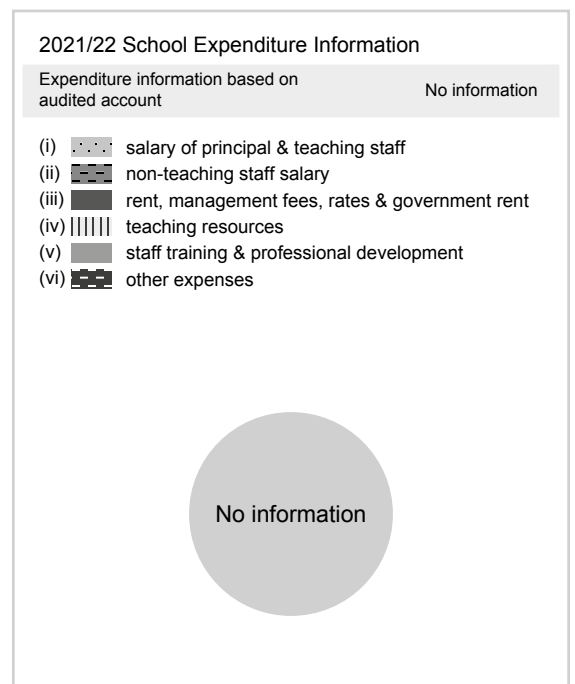 2021/22 School Expenditure Information
Expenditure information based on
audited account
No information
(i) salary of principal & teaching staff
(ii) non-teaching staff salary
(iii) rent, management fees, rates & government rent
(iv) teaching resources
(v) staff training & professional development
(vi) other expenses
No information